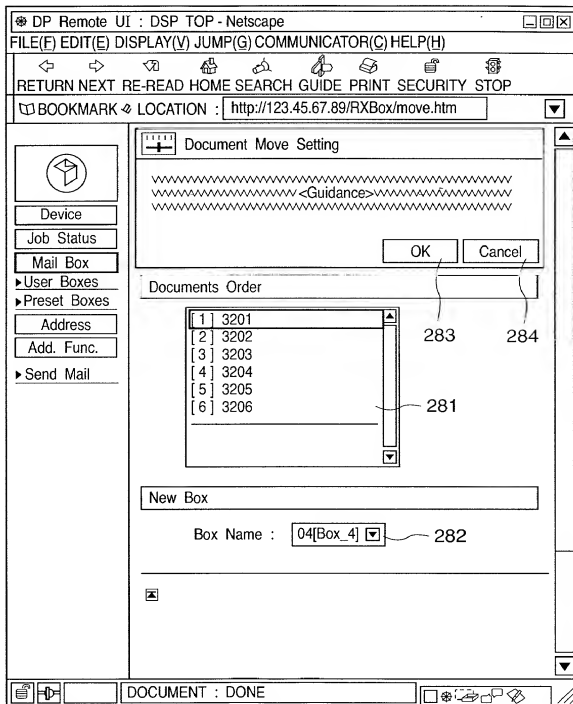 DP Remote UI : DSP TOP - Netscape
FILE(F) EDIT(E) DISPLAY(V) JUMP(G) COMMUNICATOR(C) HELP(H)
RETURN NEXT RE-READ HOME SEARCH GUIDE PRINT SECURITY STOP
BOOKMARK LOCATION : http://123.45.67.89/RXBox/move.htm
Document Move Setting
<Guidance>
OK Cancel
283 284
Device
Job Status
Mail Box
User Boxes
Preset Boxes
Address
Add. Func.
Send Mail
Documents Order
[1] 3201
[2] 3202
[3] 3203
[4] 3204
[5] 3205
[6] 3206
281
New Box
Box Name : 04[Box_4]
282
DOCUMENT : DONE